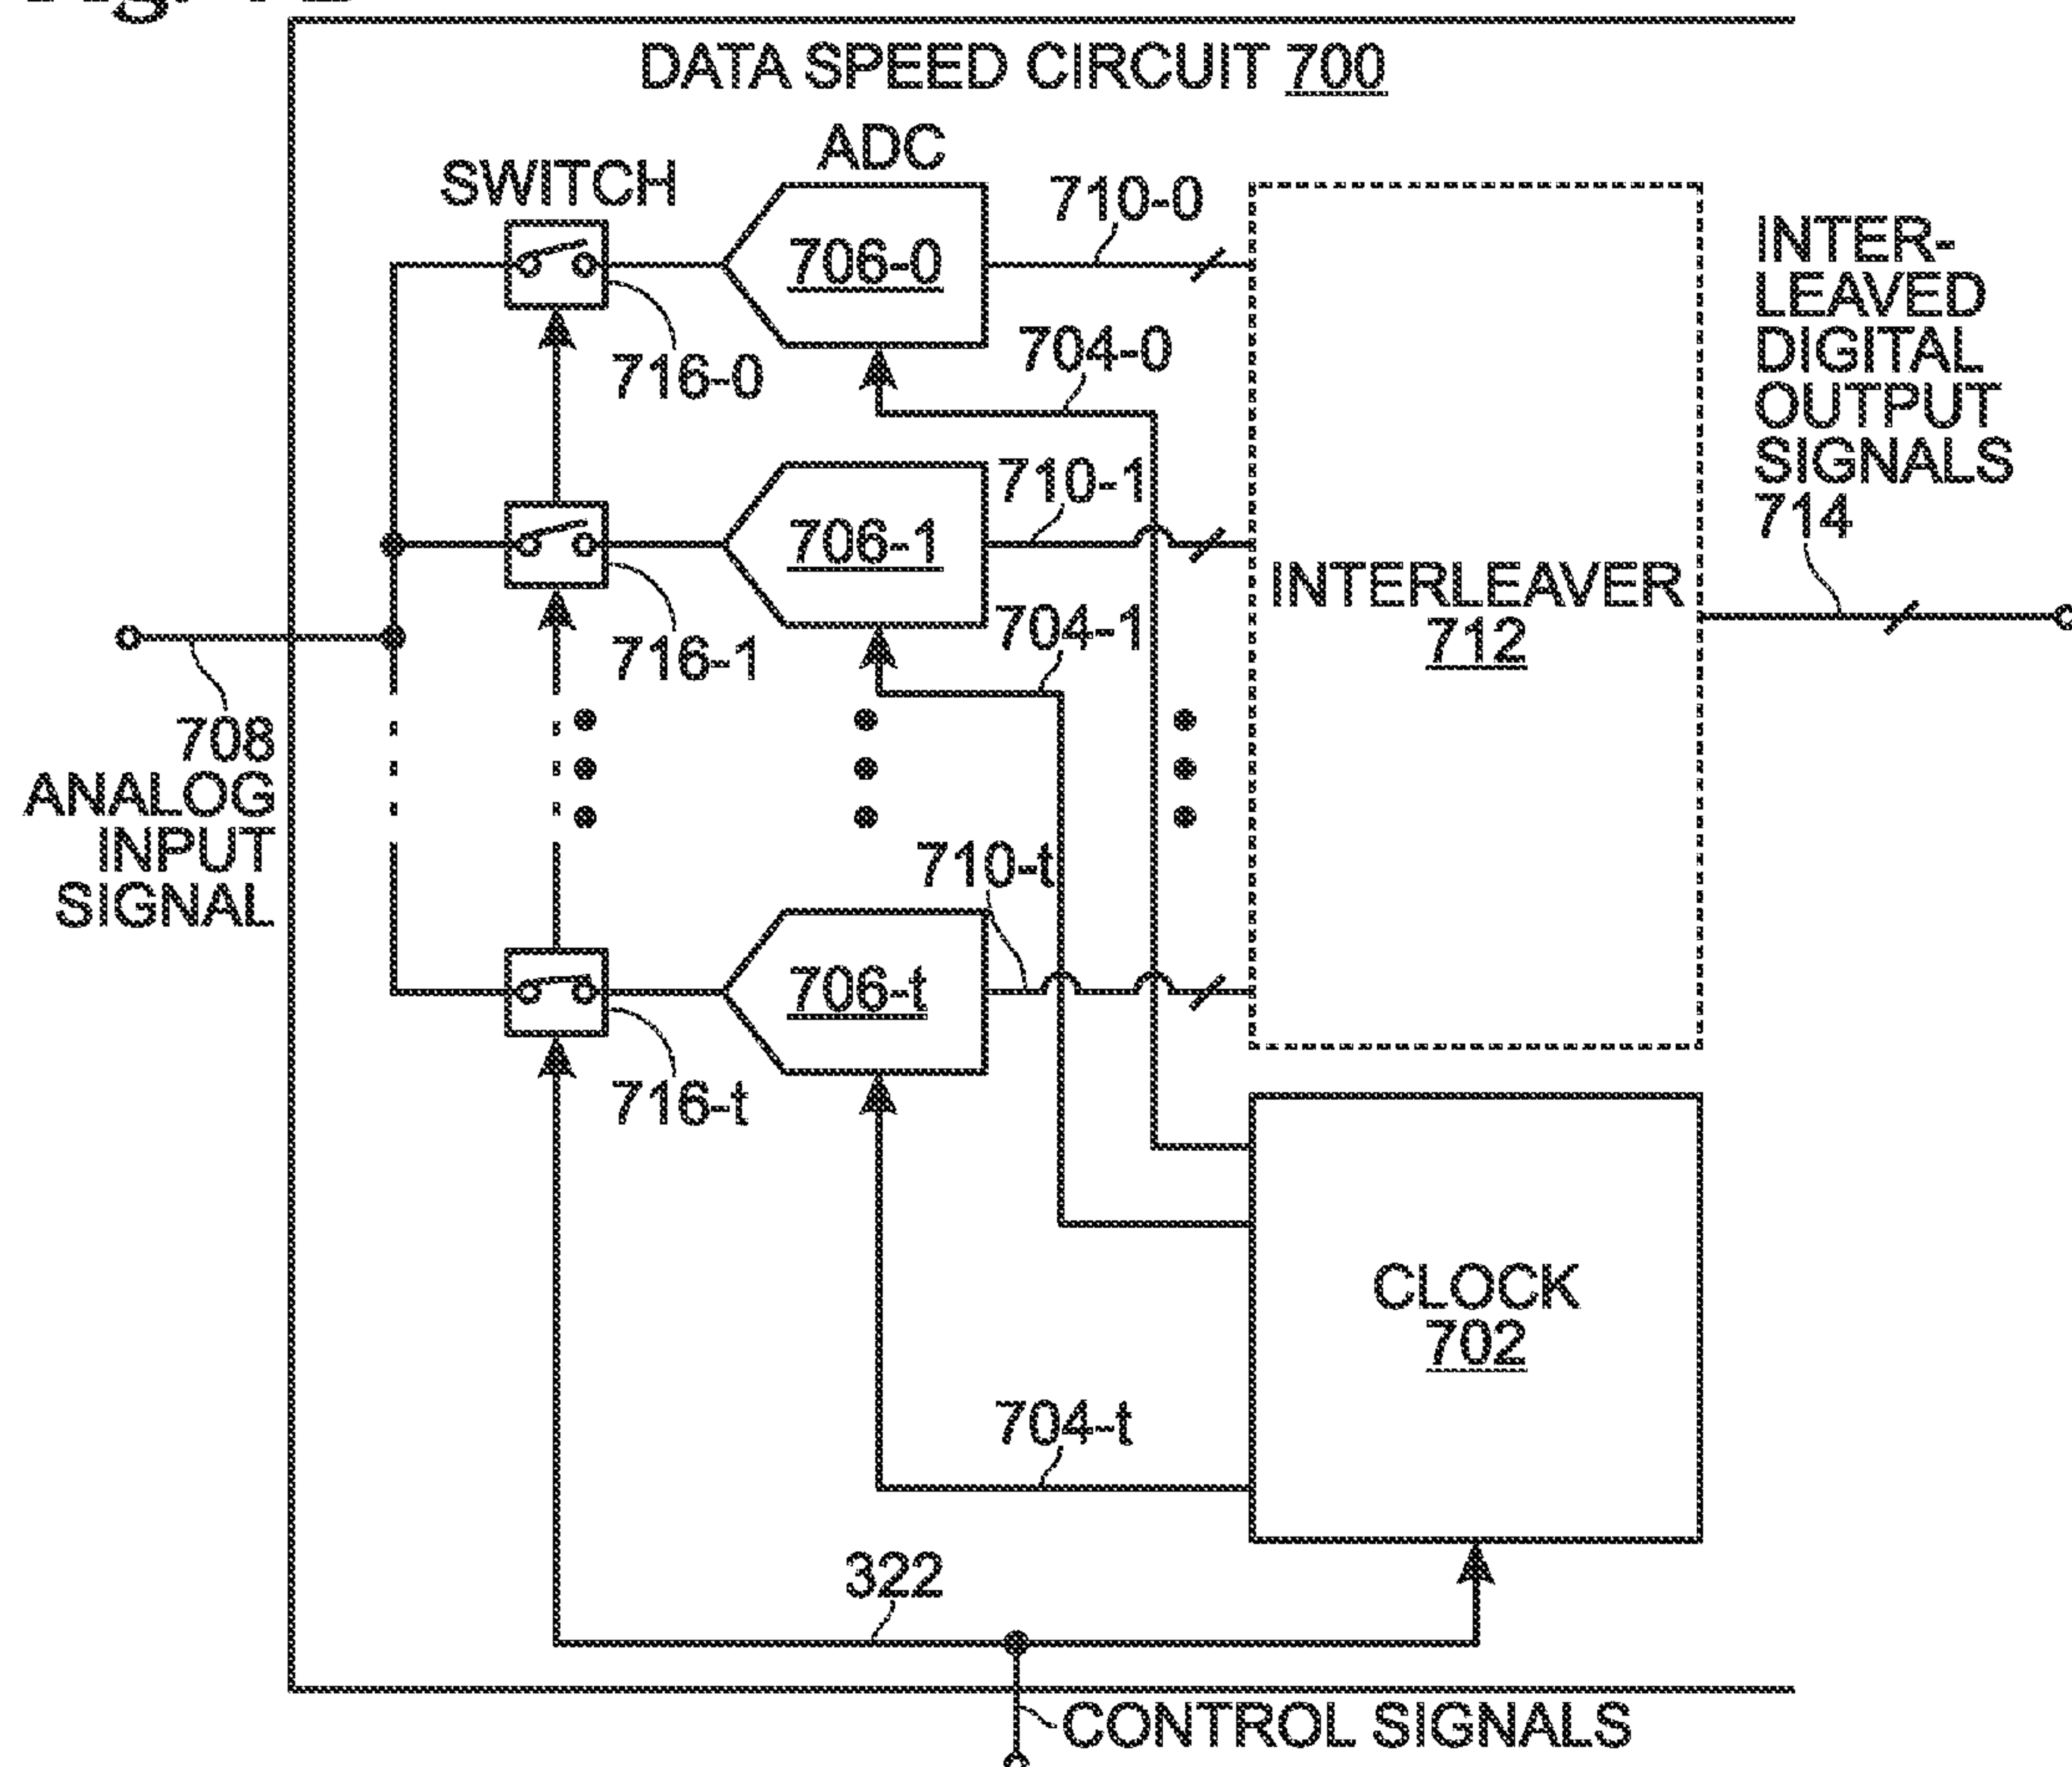 DATA SPEED CIRCUIT 700
ADC
SWITCH
706-0
710-0
716-0
704-0
INTER-
LEAVED
DIGITAL
OUTPUT
SIGNALS
714
706-1
710-1
716-1
704-1
INTERLEAVER
712
708
ANALOG
INPUT
SIGNAL
710-t
706-t
716-t
CLOCK
702
704-t
322
CONTROL SIGNALS